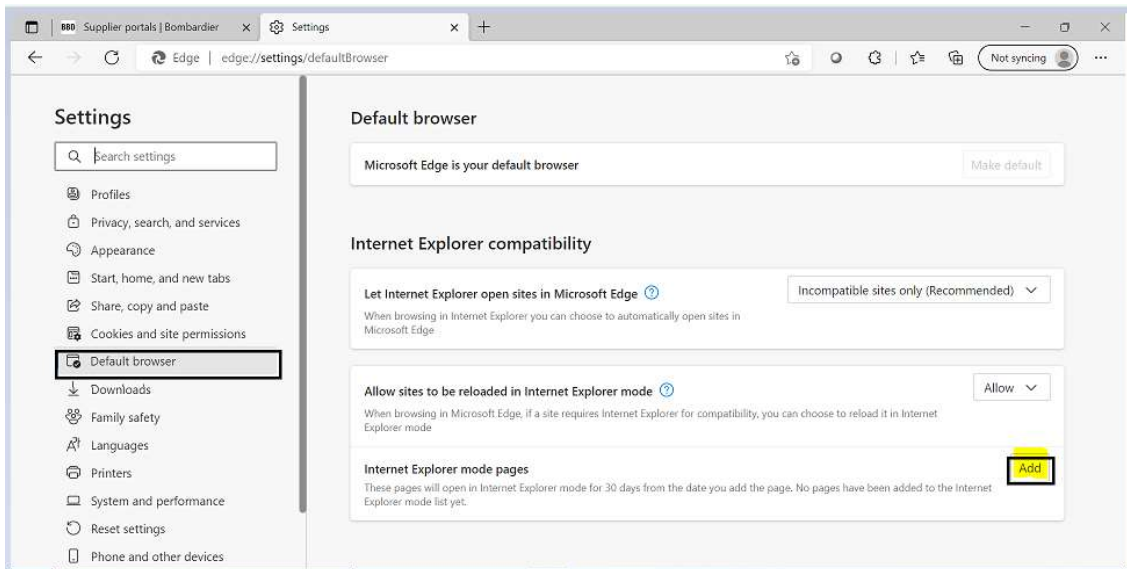 BBD Supplier portals | Bombardier
Settings
Edge | edge://settings/defaultBrowser
Not syncing
Settings
Search settings
Profiles
Privacy, search, and services
Appearance
Start, home, and new tabs
Share, copy and paste
Cookies and site permissions
Default browser
Downloads
Family safety
Languages
Printers
System and performance
Reset settings
Phone and other devices
Default browser
Microsoft Edge is your default browser
Make default
Internet Explorer compatibility
Let Internet Explorer open sites in Microsoft Edge
Incompatible sites only (Recommended)
When browsing in Internet Explorer you can choose to automatically open sites in
Microsoft Edge
Allow sites to be reloaded in Internet Explorer mode
Allow
When browsing in Microsoft Edge, if a site requires Internet Explorer for compatibility, you can choose to reload it in Internet
Explorer mode
Internet Explorer mode pages
Add
These pages will open in Internet Explorer mode for 30 days from the date you add the page. No pages have been added to the Internet
Explorer mode list yet.